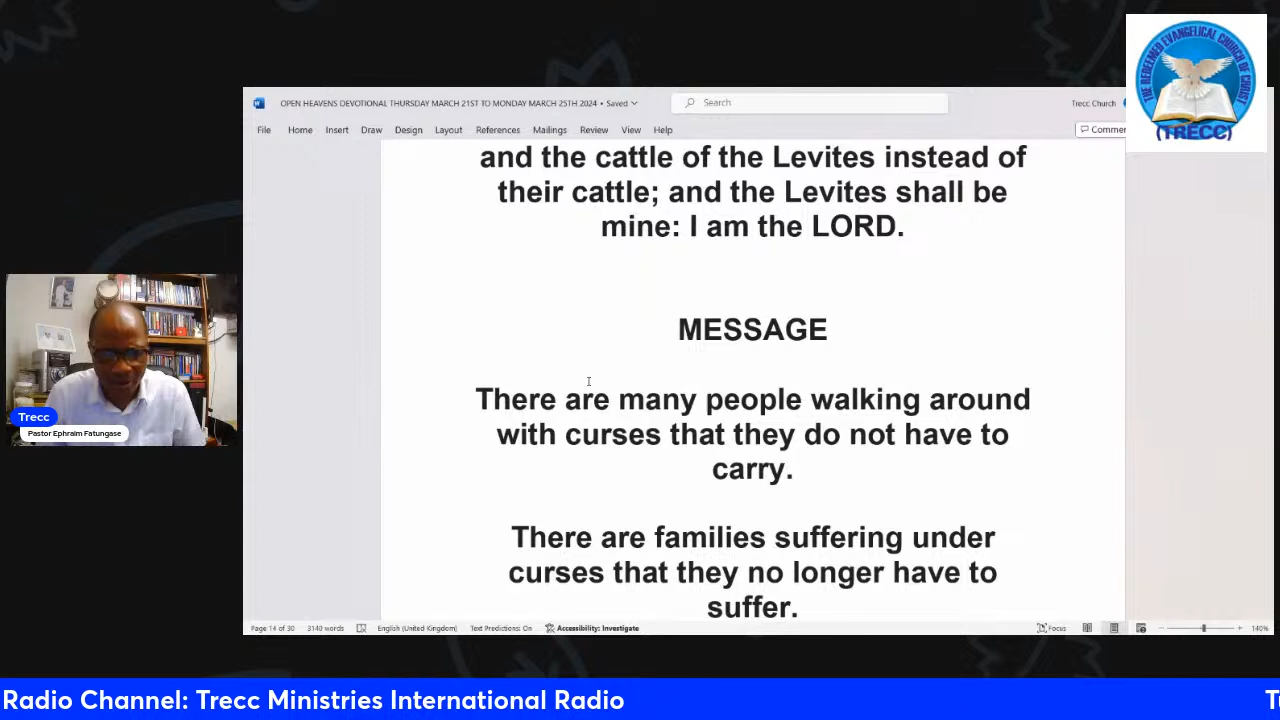 THE REDEEMED EVANGELICAL CHURCH OF CHRIST
(TRECC)
OPEN HEAVENS DEVOTIONAL THURSDAY MARCH 21ST TO MONDAY MARCH 25TH 2024 • Saved
Search
Trecc Church
File Home Insert Draw Design Layout References Mailings Review View Help
Commen
and the cattle of the Levites instead of
their cattle; and the Levites shall be
mine: I am the LORD.
MESSAGE
There are many people walking around
with curses that they do not have to
carry.
There are families suffering under
curses that they no longer have to
suffer.
Trecc
Pastor Ephraim Fatungase
Page 14 of 30 3140 words English (United Kingdom) Text Predictions: On Accessibility: Investigate Focus 140%
Radio Channel: Trecc Ministries International Radio